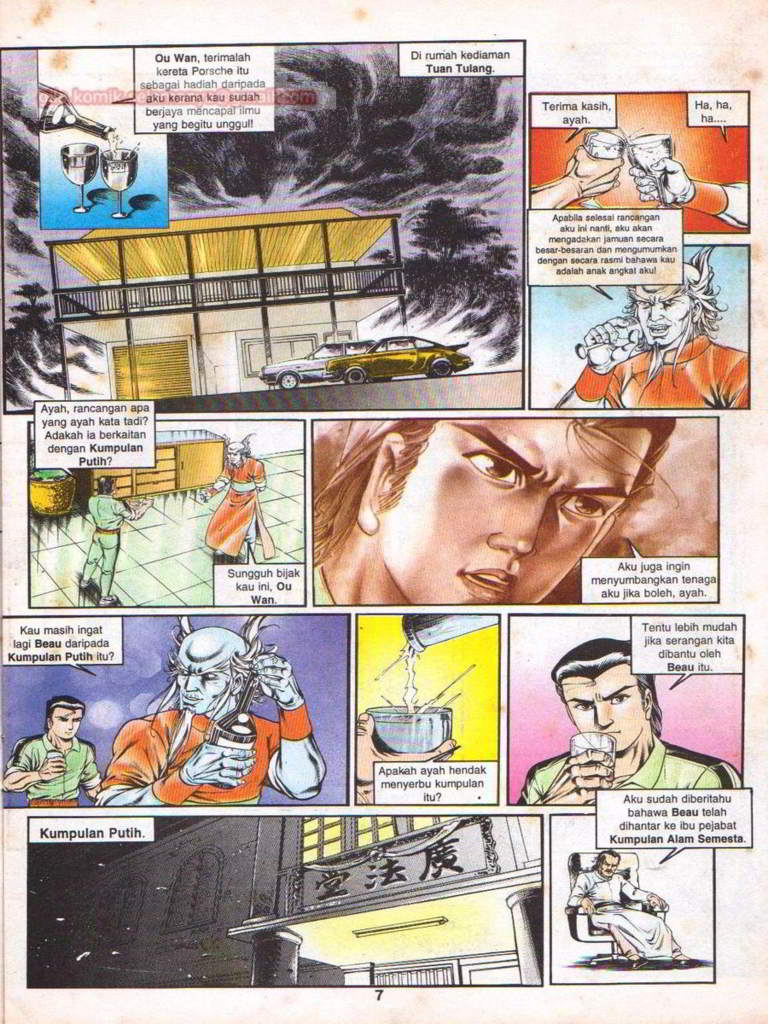 Ou Wan, terimalah
kereta Porsche itu
sebagai hadiah daripada
aku kerana kau sudah
berjaya mencapai ilmu
yang begitu unggul!
Di rumah kediaman
Tuan Tulang.
Terima kasih,
ayah.
Ha, ha,
ha....
Apabila selesai rancangan
aku ini nanti, aku akan
mengadakan jamuan secara
besar-besaran dan mengumumkan
dengan secara rasmi bahawa kau
adalah anak angkat aku!
Ayah, rancangan apa
yang ayah kata tadi?
Adakah ia berkaitan
dengan Kumpulan
Putih?
Sungguh bijak
kau ini, Ou
Wan.
Aku juga ingin
menyumbangkan tenaga
aku jika boleh, ayah.
Kau masih ingat
lagi Beau daripada
Kumpulan Putih itu?
Apakah ayah hendak
menyerbu kumpulan
itu?
Tentu lebih mudah
jika serangan kita
dibantu oleh
Beau itu.
Kumpulan Putih.
堂法廣
Aku sudah diberitahu
bahawa Beau telah
dihantar ke ibu pejabat
Kumpulan Alam Semesta.
7